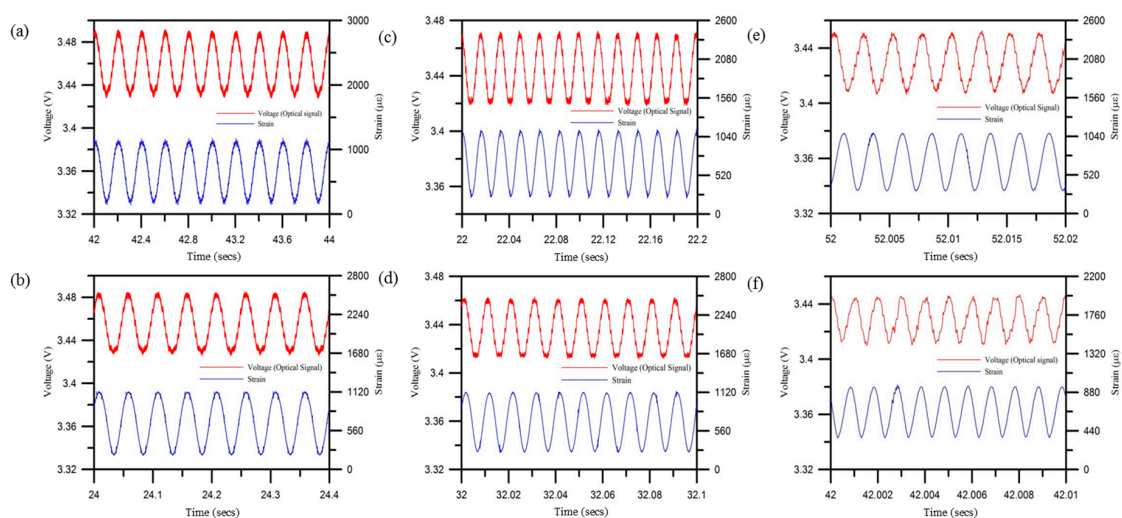 (a)
3.48
3.44
3.4
3.36
3.32
Voltage (V)
3000
2000
1000
0
Strain (µε)
Voltage (Optical signal)
Strain
42 42.4 42.8 43.2 43.6 44
Time (secs)
(c)
3.48
3.44
3.4
3.36
Voltage (V)
2600
2080
1560
1040
520
0
Strain (µε)
Voltage (Optical Signal)
Strain
22 22.04 22.08 22.12 22.16 22.2
Time (secs)
(e)
3.44
3.4
3.36
3.32
Voltage (V)
2600
2080
1560
1040
520
0
Strain (µε)
Voltage (Optical signal)
Strain
52 52.005 52.01 52.015 52.02
Time (secs)
(b)
3.48
3.44
3.4
3.36
3.32
Voltage (V)
2800
2240
1680
1120
560
0
Strain (µε)
Voltage (Optical Signal)
Strain
24 24.1 24.2 24.3 24.4
Time (secs)
(d)
3.48
3.44
3.4
3.36
3.32
Voltage (V)
2800
2240
1680
1120
560
0
Strain (µε)
Voltage (Optical Signal)
Strain
32 32.02 32.04 32.06 32.08 32.1
Time (secs)
(f)
3.44
3.4
3.36
3.32
Voltage (V)
2200
1760
1320
880
440
0
Strain (µε)
Voltage (Optical signal)
Strain
42 42.002 42.004 42.006 42.008 42.01
Time (secs)